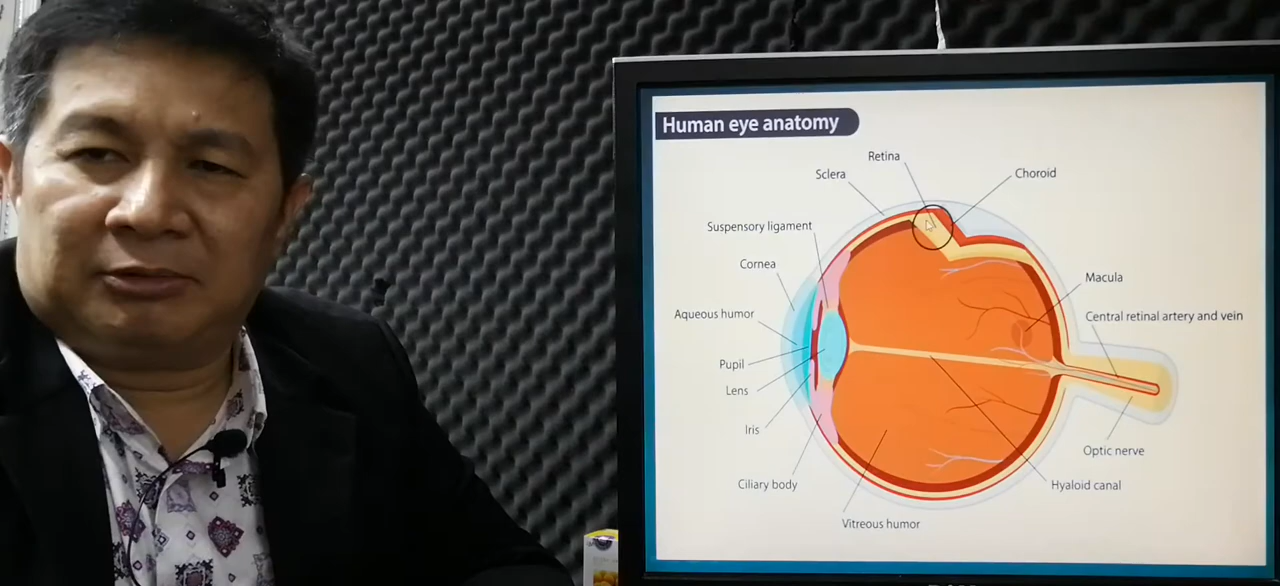 Human eye anatomy
Retina
Sclera
Choroid
Suspensory ligament
Cornea
Macula
Aqueous humor
Central retinal artery and vein
Pupil
Lens
Iris
Optic nerve
Ciliary body
Hyaloid canal
Vitreous humor